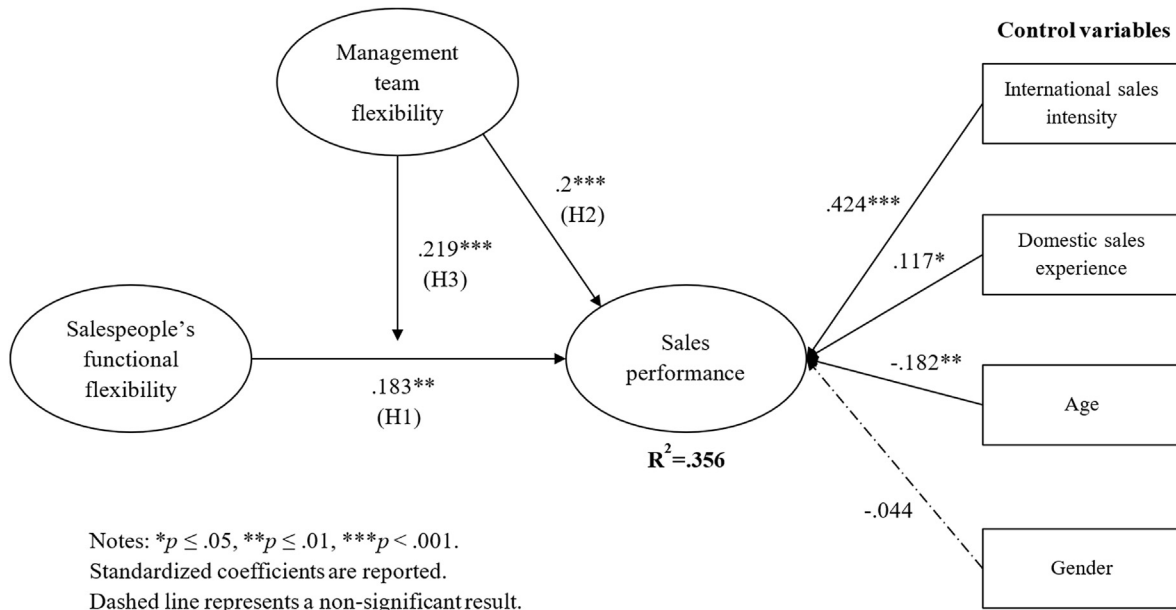 Control variables
Management
team
flexibility
International sales
intensity
.2***
(H2)
.424***
.219***
(H3)
.117*
Domestic sales
experience
Salespeople's
functional
flexibility
Sales
performance
.183**
(H1)
-.182**
Age
R²=.356
-.044
Gender
Notes: *p ≤ .05, **p ≤ .01, ***p < .001.
Standardized coefficients are reported.
Dashed line represents a non-significant result.